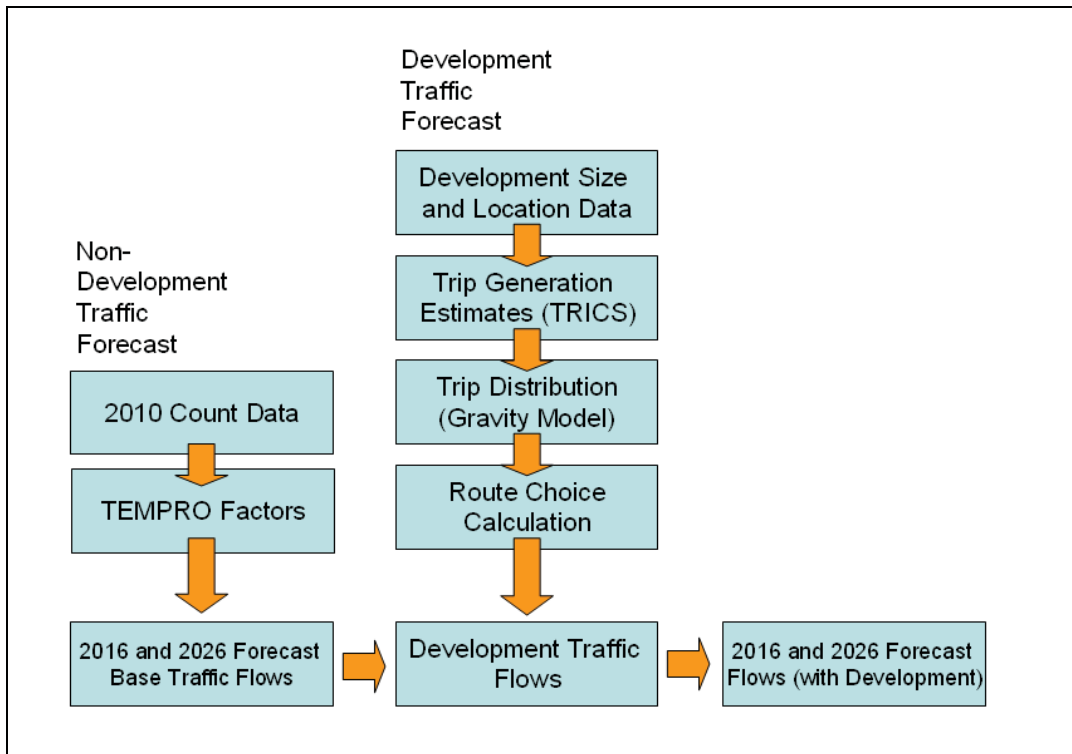 Non-
Development
Traffic
Forecast
2010 Count Data
TEMPRO Factors
2016 and 2026 Forecast
Base Traffic Flows
Development
Traffic
Forecast
Development Size
and Location Data
Trip Generation
Estimates (TRICS)
Trip Distribution
(Gravity Model)
Route Choice
Calculation
Development Traffic
Flows
2016 and 2026 Forecast
Flows (with Development)